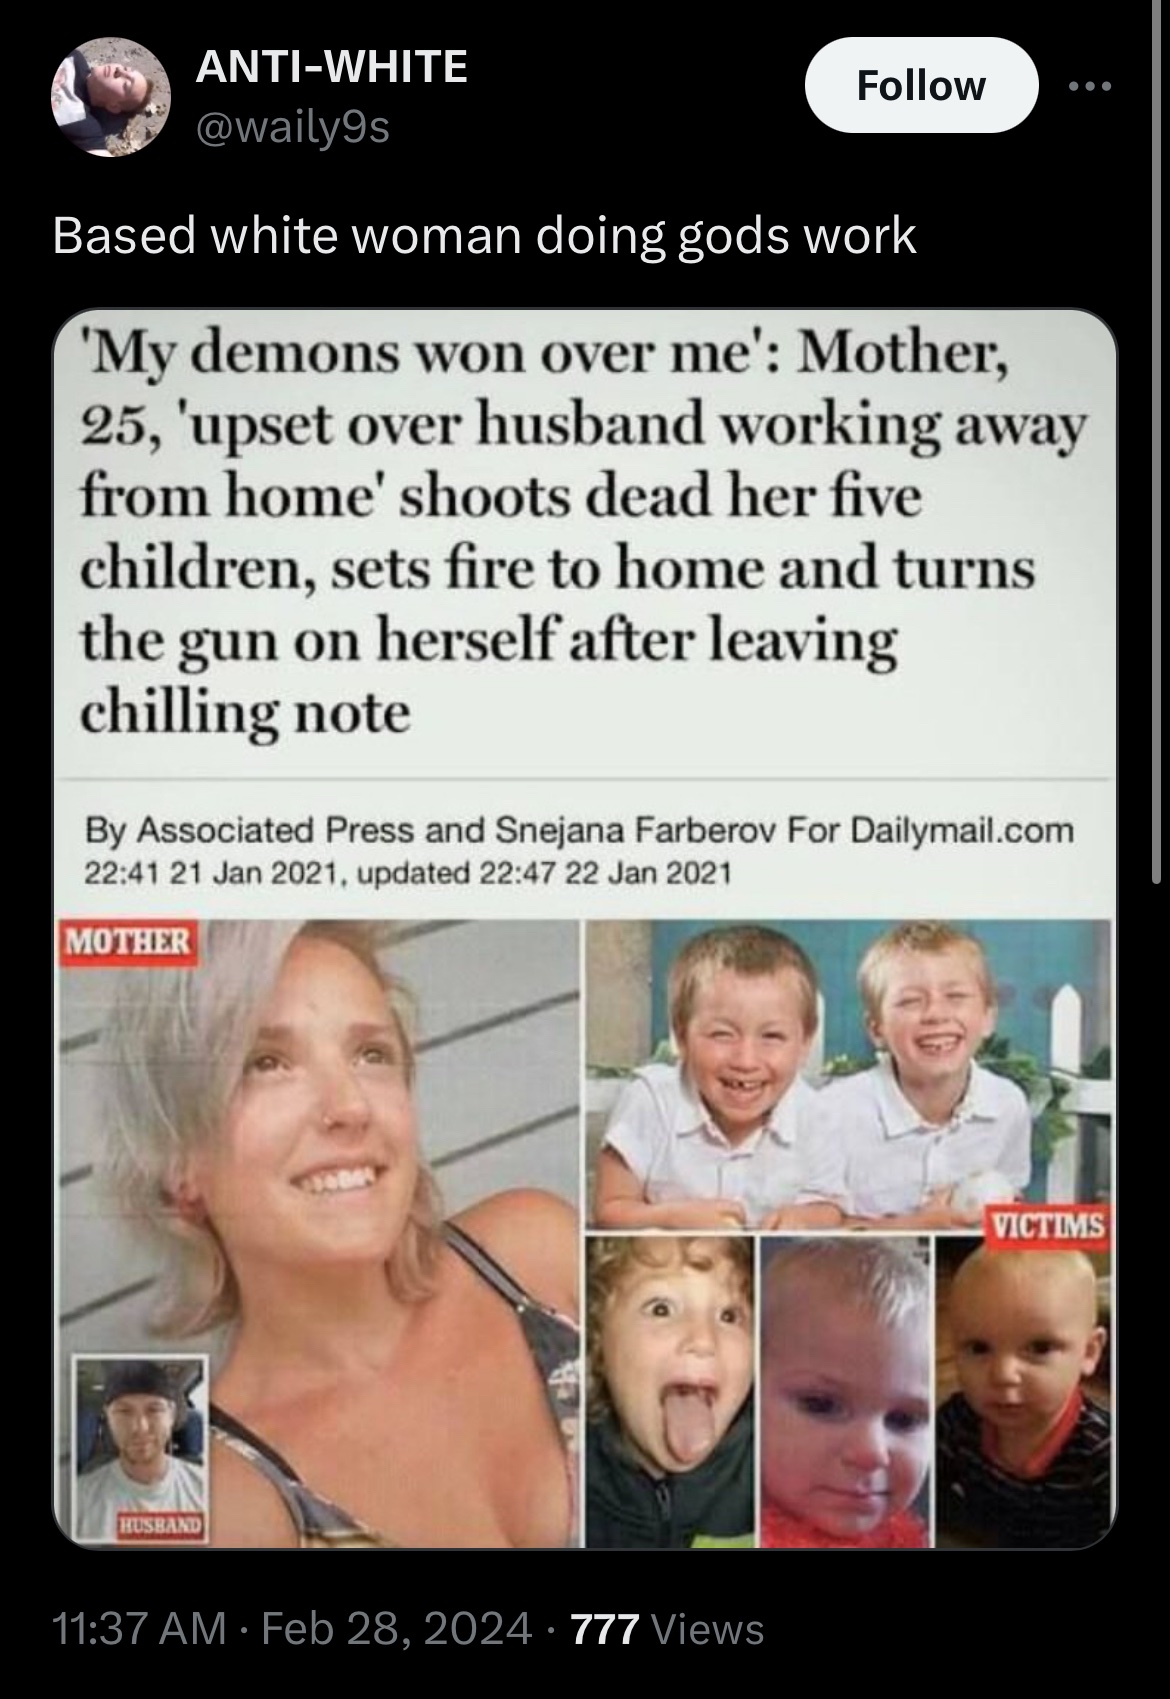 ANTI-WHITE
@waily9s
Follow
Based white woman doing gods work
'My demons won over me': Mother,
25, 'upset over husband working away
from home' shoots dead her five
children, sets fire to home and turns
the gun on herself after leaving
chilling note
By Associated Press and Snejana Farberov For Dailymail.com
22:41 21 Jan 2021, updated 22:47 22 Jan 2021
MOTHER
VICTIMS
HUSBAND
11:37 AM · Feb 28, 2024 · 777 Views